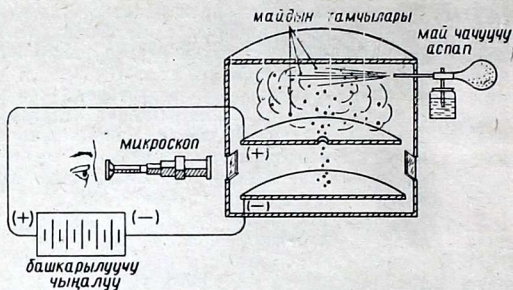 майдын тамчылары
май чачуучу
аспап
микроскоп
(+)
(−)
(+)
(−)
башкарылуучу
чыңалуу